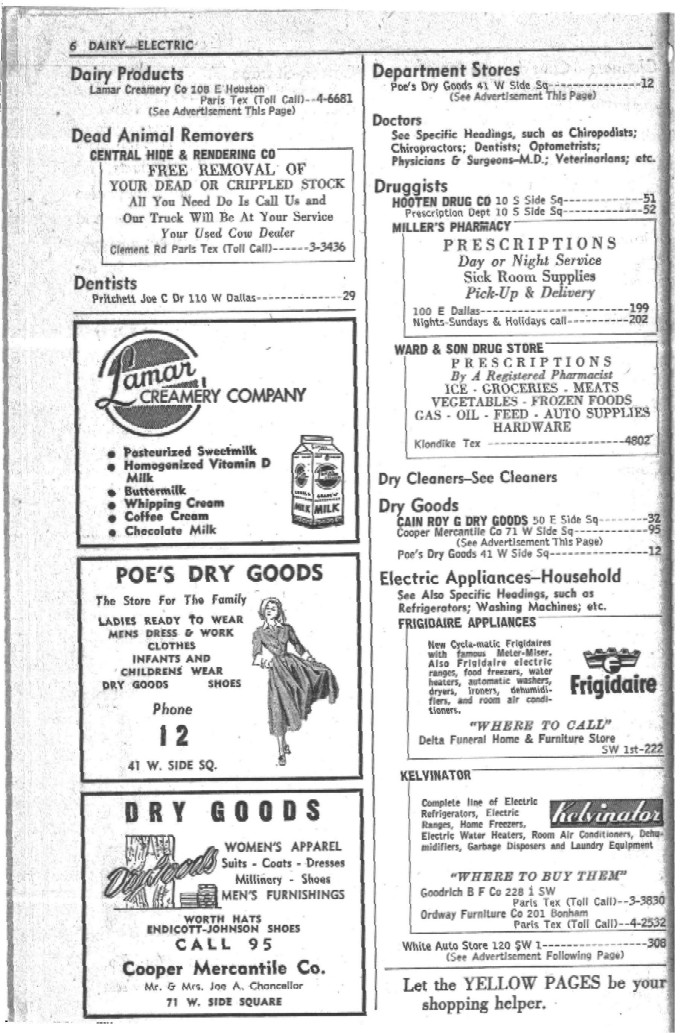 6 DAIRY—ELECTRIC
Dairy Products
Lamar Creamery Co 108 E Houston
Paris Tex (Toll Call)--4-6681
(See Advertisement This Page)
Dead Animal Removers
CENTRAL HIDE & RENDERING CO
FREE REMOVAL OF
YOUR DEAD OR CRIPPLED STOCK
All You Need Do Is Call Us and
Our Truck Will Be At Your Service
Your Used Cow Dealer
Clement Rd Paris Tex (Toll Call)------3-3436
Dentists
Pritchett Joe C Dr 110 W Dallas--------------29
Lamar
CREAMERY COMPANY
Pasteurized Sweetmilk
Homogenized Vitamin D
Milk
Buttermilk
Whipping Cream
Coffee Cream
Chocolate Milk
MILK MILK
POE'S DRY GOODS
The Store For The Family
LADIES READY TO WEAR
MENS DRESS & WORK
CLOTHES
INFANTS AND
CHILDRENS WEAR
DRY GOODS SHOES
Phone
12
41 W. SIDE SQ.
DRY GOODS
Dry Goods
WOMEN'S APPAREL
Suits - Coats - Dresses
Millinery - Shoes
MEN'S FURNISHINGS
WORTH HATS
ENDICOTT-JOHNSON SHOES
CALL 95
Cooper Mercantile Co.
Mr. & Mrs. Joe A. Chancellor
71 W. SIDE SQUARE
Department Stores
Poe's Dry Goods 41 W Side Sq---------------12
(See Advertisement This Page)
Doctors
See Specific Headings, such as Chiropodists;
Chiropractors; Dentists; Optometrists;
Physicians & Surgeons—M.D.; Veterinarians; etc.
Druggists
HOOTEN DRUG CO 10 S Side Sq-----------51
Prescription Dept 10 S Side Sq------------52
MILLER'S PHARMACY
PRESCRIPTIONS
Day or Night Service
Sick Room Supplies
Pick-Up & Delivery
100 E Dallas------------------------199
Nights-Sundays & Holidays call-----------202
WARD & SON DRUG STORE
PRESCRIPTIONS
By A Registered Pharmacist
ICE - GROCERIES - MEATS
VEGETABLES - FROZEN FOODS
GAS - OIL - FEED - AUTO SUPPLIES
HARDWARE
Klondike Tex --------------------4802
Dry Cleaners—See Cleaners
Dry Goods
CAIN ROY G DRY GOODS 50 E Side Sq--------32
Cooper Mercantile Co 71 W Side Sq----------95
(See Advertisement This Page)
Poe's Dry Goods 41 W Side Sq--------------12
Electric Appliances—Household
See Also Specific Headings, such as
Refrigerators; Washing Machines; etc.
FRIGIDAIRE APPLIANCES
New Cycla-matic Frigidaires
with famous Meter-Miser.
Also Frigidaire electric
ranges, food freezers, water
heaters, automatic washers,
dryers, ironers, dehumidi-
fiers, and room air condi-
tioners.
F
Frigidaire
"WHERE TO CALL"
Delta Funeral Home & Furniture Store
SW 1st-222
KELVINATOR
Complete line of Electric
Refrigerators, Electric
Ranges, Home Freezers,
Electric Water Heaters, Room Air Conditioners, Dehu-
midifiers, Garbage Disposers and Laundry Equipment
Kelvinator
"WHERE TO BUY THEM"
Goodrich B F Co 228 1 SW
Paris Tex (Toll Call)--3-3830
Ordway Furniture Co 201 Bonham
Paris Tex (Toll Call)--4-2532
White Auto Store 120 SW 1---------------308
(See Advertisement Following Page)
Let the YELLOW PAGES be your
shopping helper.